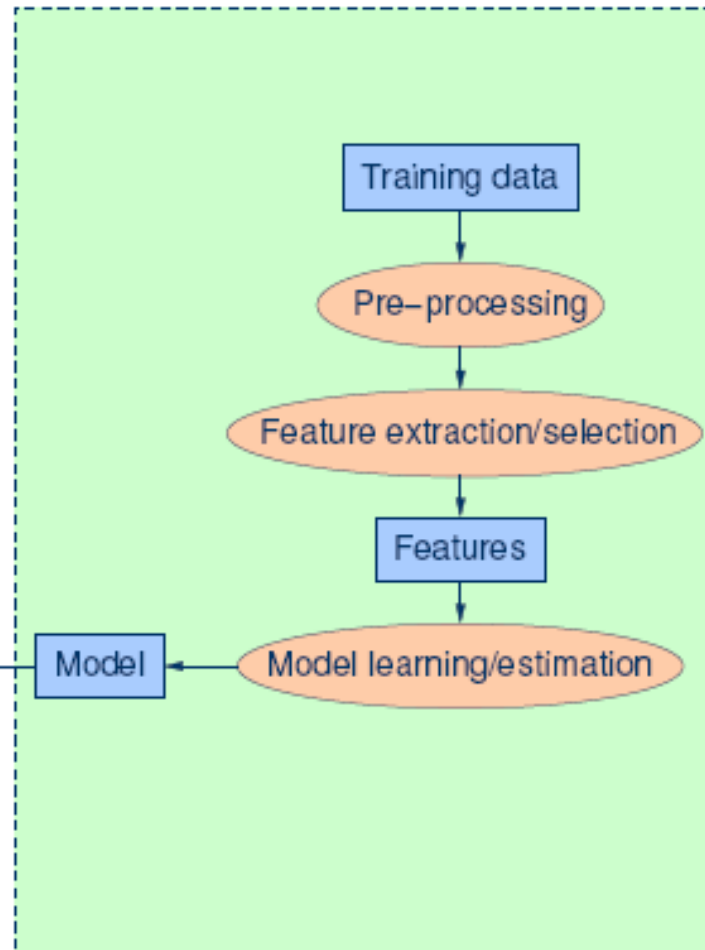 Training data
Pre-processing
Feature extraction/selection
Features
Model learning/estimation
Model